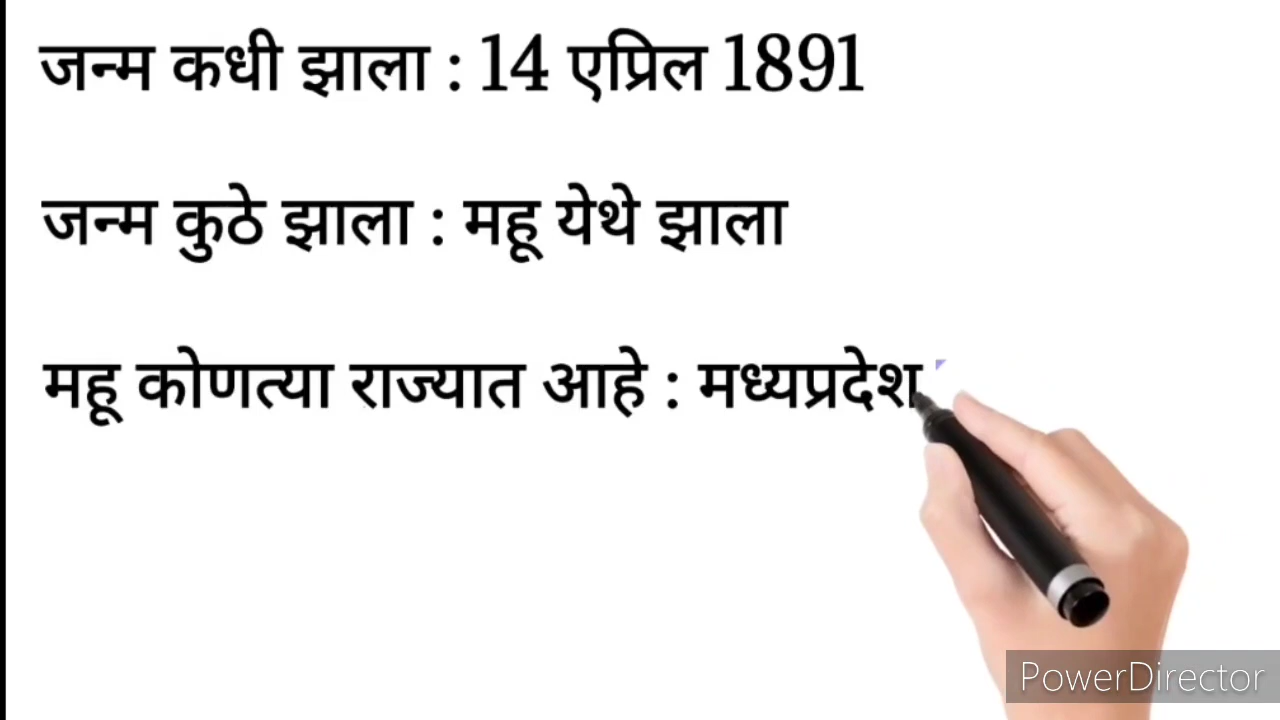 जन्म कधी झाला : 14 एप्रिल 1891
जन्म कुठे झाला : महू येथे झाला
महू कोणत्या राज्यात आहे : मध्यप्रदेश
PowerDirector